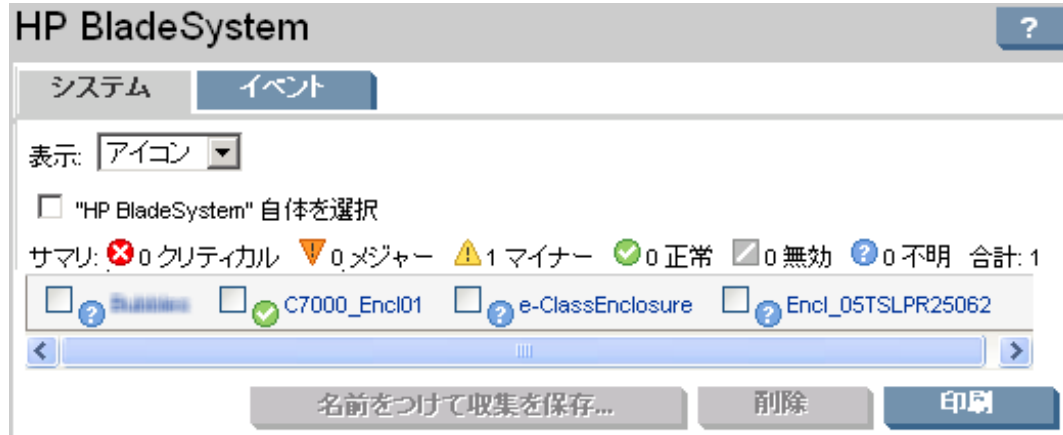 HP BladeSystem ?
システム イベント
表示: アイコン
"HP BladeSystem" 自体を選択
サマリ: 0 クリティカル 0 メジャー 1 マイナー 0 正常 0 無効 0 不明 合計: 1
C7000_Encl01 e-ClassEnclosure Encl_05TSLPR25062
名前をつけて収集を保存... 削除 印刷